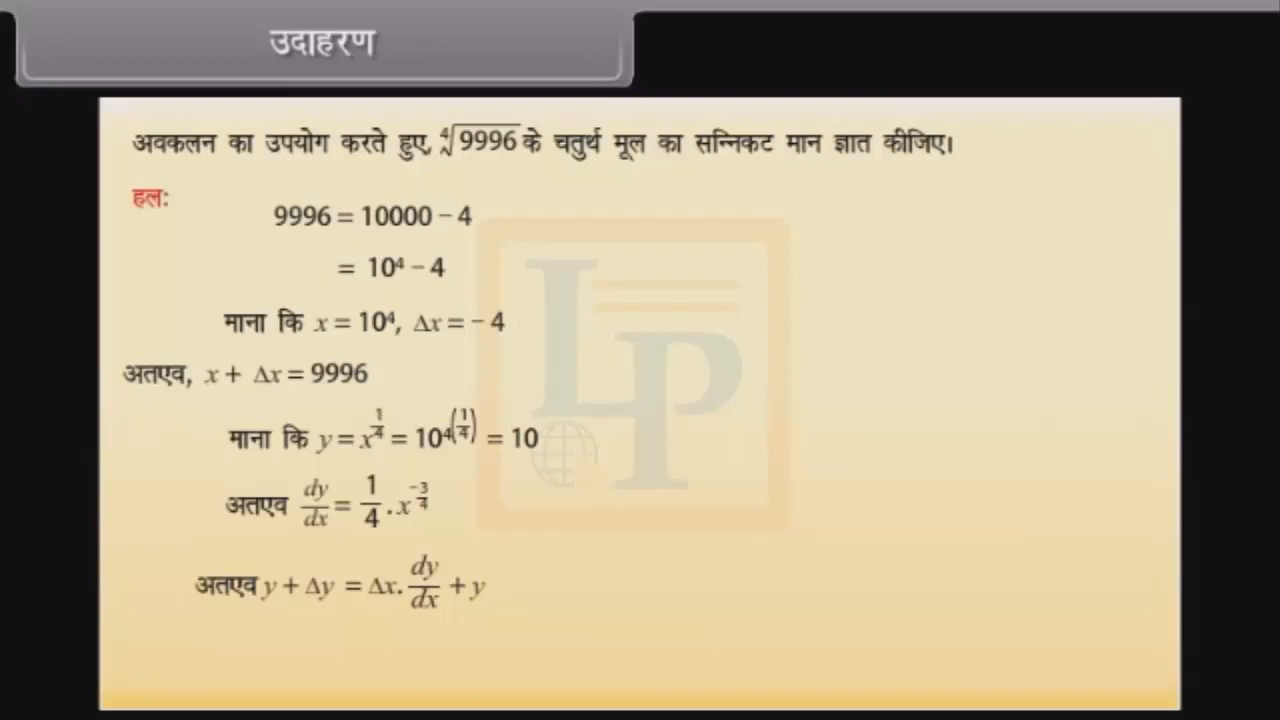 उदाहरण
अवकलन का उपयोग करते हुए, ∜9996 के चतुर्थ मूल का सन्निकट मान ज्ञात कीजिए।
हल:
9996 = 10000 − 4
= 10⁴ − 4
माना कि x = 10⁴, Δx = − 4
अतएव, x + Δx = 9996
माना कि y = x^(1/4) = 10^(4(1/4)) = 10
अतएव dy/dx = 1/4 . x^(−3/4)
अतएव y + Δy = Δx. dy/dx + y
LP